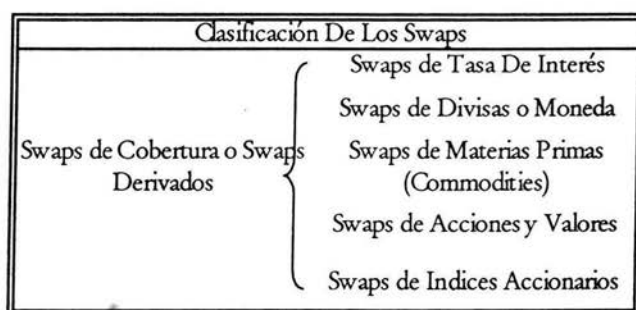 Clasificación De Los Swaps
Swaps de Cobertura o Swaps
Derivados
Swaps de Tasa De Interés
Swaps de Divisas o Moneda
Swaps de Materias Primas
(Commodities)
Swaps de Acciones y Valores
Swaps de Indices Accionarios